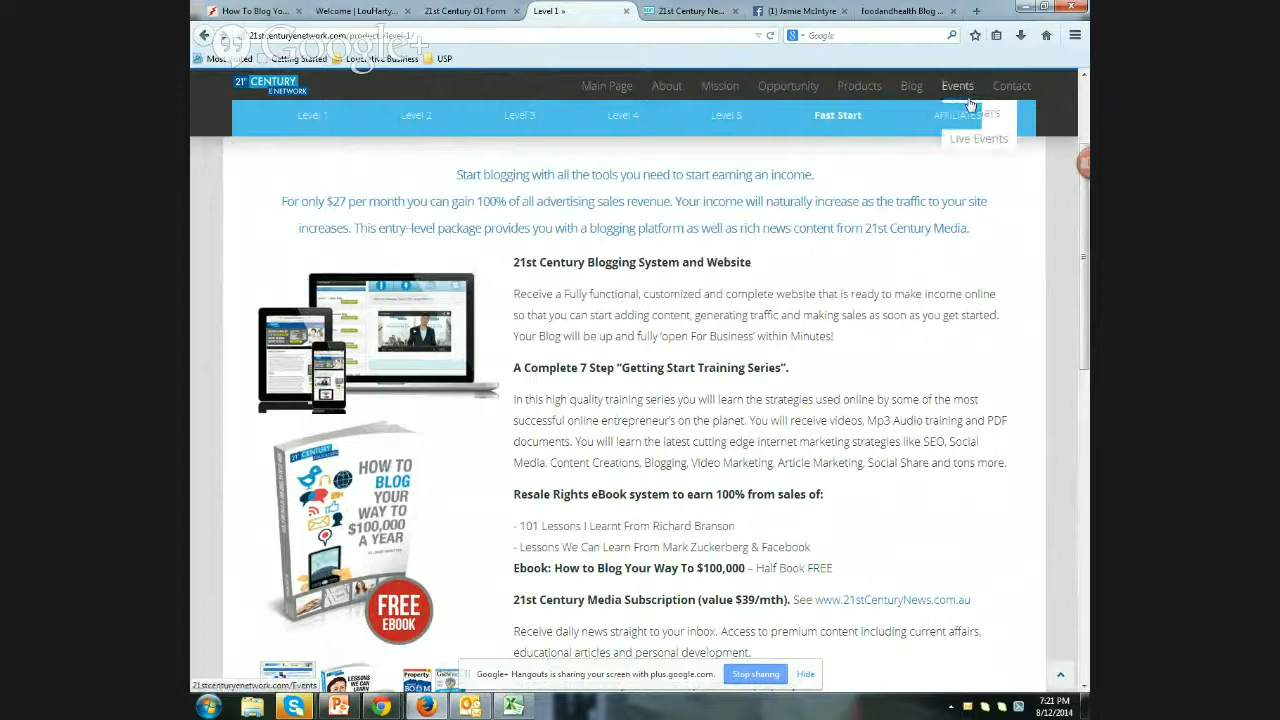 How To Blog Yo...
Welcome | LouHarty...
21st Century O1 Form
Level 1 »
21st Century Ne...
(1) Jamie McIntyre
foodandhealth Blog ...
21stcenturyenetwork.com/product/level-1/
Google
Google+
Most Visited
Getting Started
Lou
Business
USP
21st CENTURY
E NETWORK
Main Page
About
Mission
Opportunity
Products
Blog
Events
Contact
Level 1
Level 2
Level 3
Level 4
Level 5
Fast Start
AFFILIATES
Live Events
Start blogging with all the tools you need to start earning an income.
For only $27 per month you can gain 100% of all advertising sales revenue. Your income will naturally increase as the traffic to your site
increases. This entry-level package provides you with a blogging platform as well as rich news content from 21st Century Media.
21st Century Blogging System and Website
Receive a Fully functional, customized and complete website that is ready to make income online
so that you can start adding content, generating traffic and making sales as soon as you get started.
Your Blog will be up and fully 'open For Business' within Minutes!
A Complete 7 Step "Getting Start Training Series".
In this high quality training series you will learn the strategies used online by some of the most
successful online entrepreneur's on the planet. You will receive videos, Mp3 Audio training and PDF
documents. You will learn the latest cutting edge internet marketing strategies like SEO, Social
Media, Content Creations, Blogging, Video Marketing, Article Marketing, Social Share and tons more.
Resale Rights eBook system to earn 100% from sales of:
- 101 Lessons I Learnt From Richard Branson
- Lessons We Can Learn From Mark Zuckerberg & Facebook
Ebook: How to Blog Your Way To $100,000 – Half Book FREE
21st Century Media Subscription (value $39/mth). See www.21stCenturyNews.com.au
Receive daily news straight to your inbox. Access to premium content including current affairs,
educational articles and personal development.
21st CENTURY
HOW TO
BLOG
YOUR
WAY TO
$100,000
A YEAR
FREE
EBOOK
LESSONS
WE CAN
LEARN
Property
BO M
Google+ Hangouts is sharing your screen with plus.google.com.
Stop sharing
Hide
21stcenturyenetwork.com/Events
7:21 PM
8/12/2014